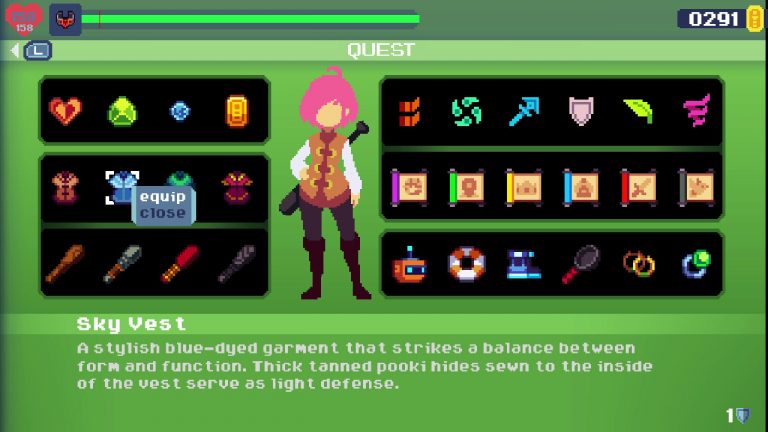 158
0291
L
QUEST
equip
close
Sky Vest
A stylish blue-dyed garment that strikes a balance between
form and function. Thick tanned pooki hides sewn to the inside
of the vest serve as light defense.
1